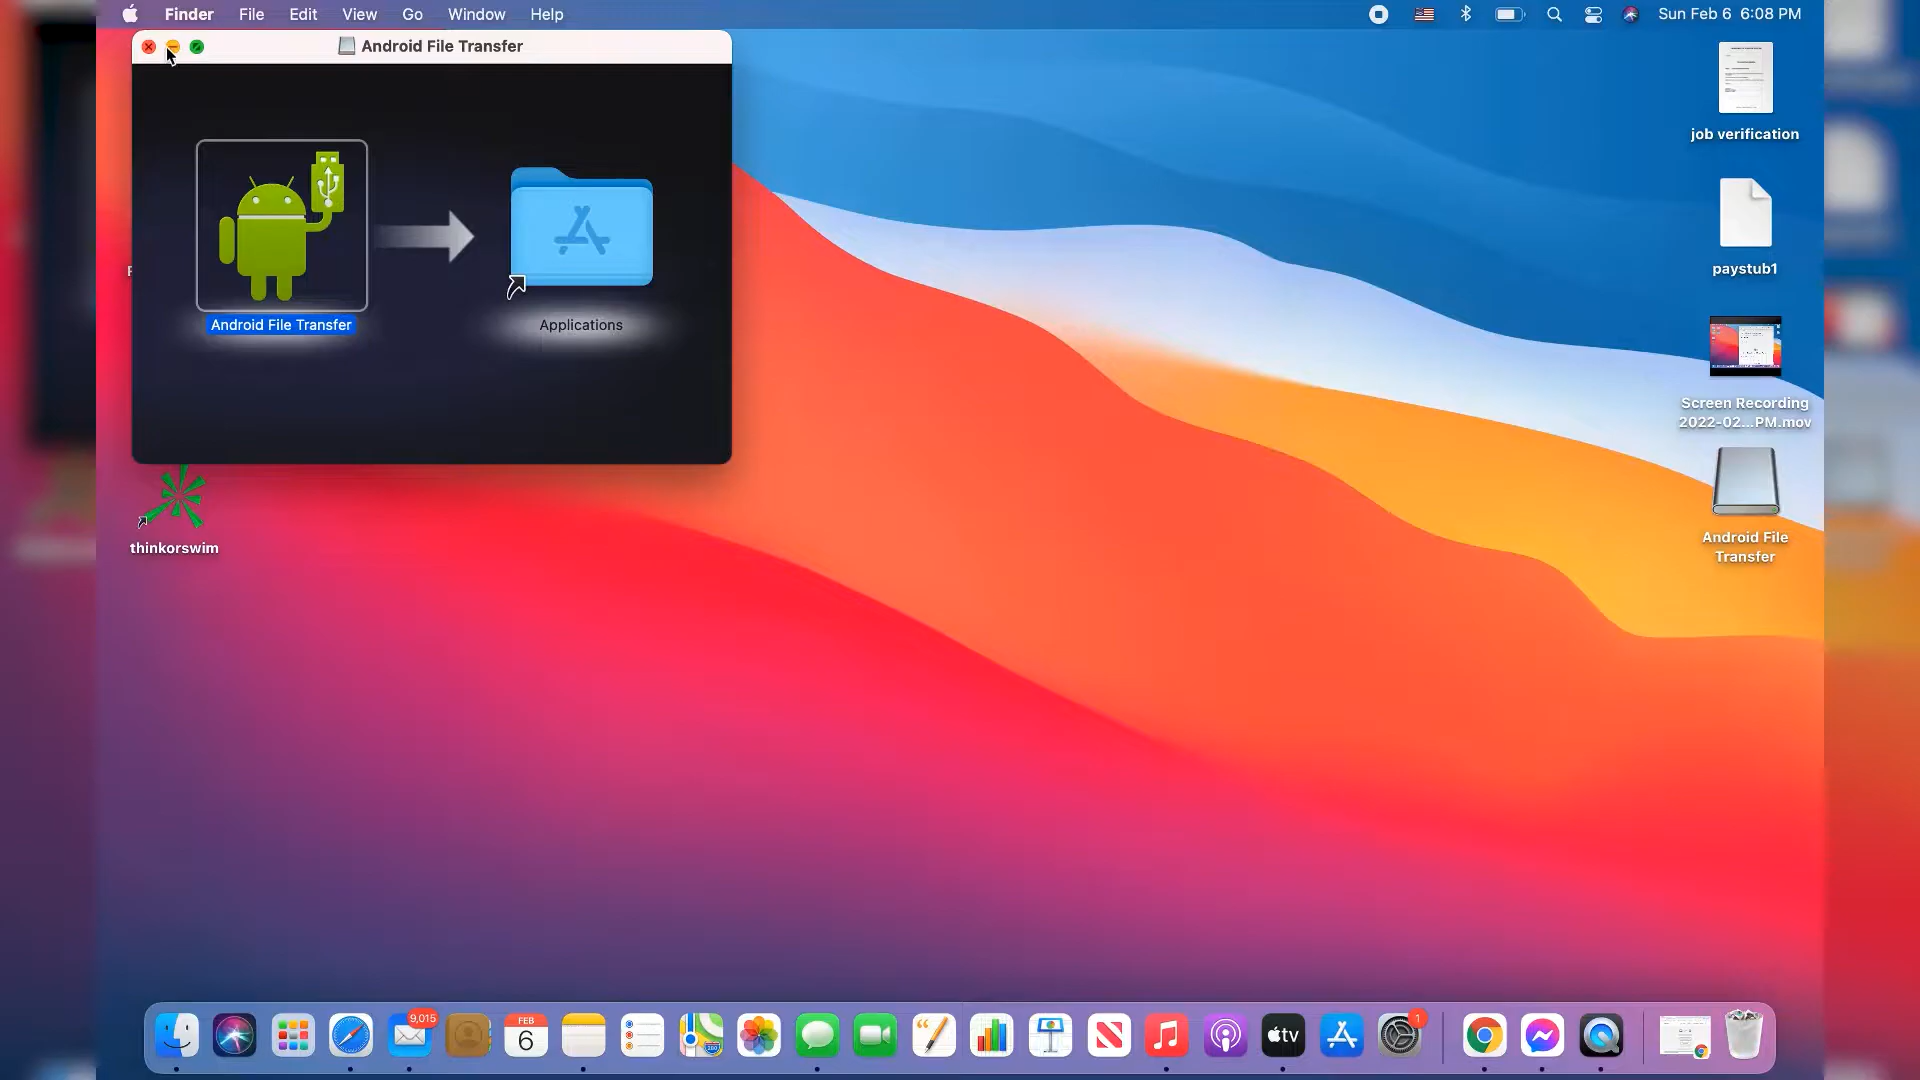 Finder File Edit View Go Window Help
Sun Feb 6 6:08 PM
Android File Transfer
Android File Transfer
Applications
thinkorswim
job verification
paystub1
Screen Recording
2022-02...PM.mov
Android File
Transfer
9,015
FEB
6
tv
1